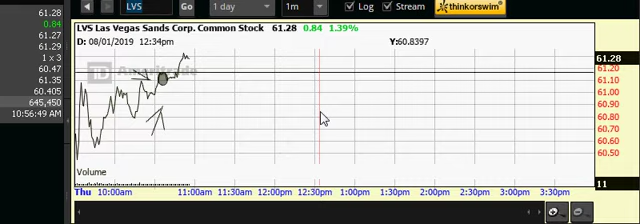 LVS
1 day
1m
Log
Stream
thinkorswim
61.28
0.84
61.27
61.29
1 x 3
60.47
61.35
60.405
645,450
10:56:49 AM
LVS Las Vegas Sands Corp. Common Stock 61.28 0.84 1.39%
D: 08/01/2019 12:34pm
Y:60.8397
TD Ameritrade
61.28
61.20
61.10
61.00
60.90
60.80
60.70
60.60
60.50
Volume
11
Thu 10:00am 11:00am 11:30am 12:00pm 12:30pm 1:00pm 1:30pm 2:00pm 2:30pm 3:00pm 3:30pm